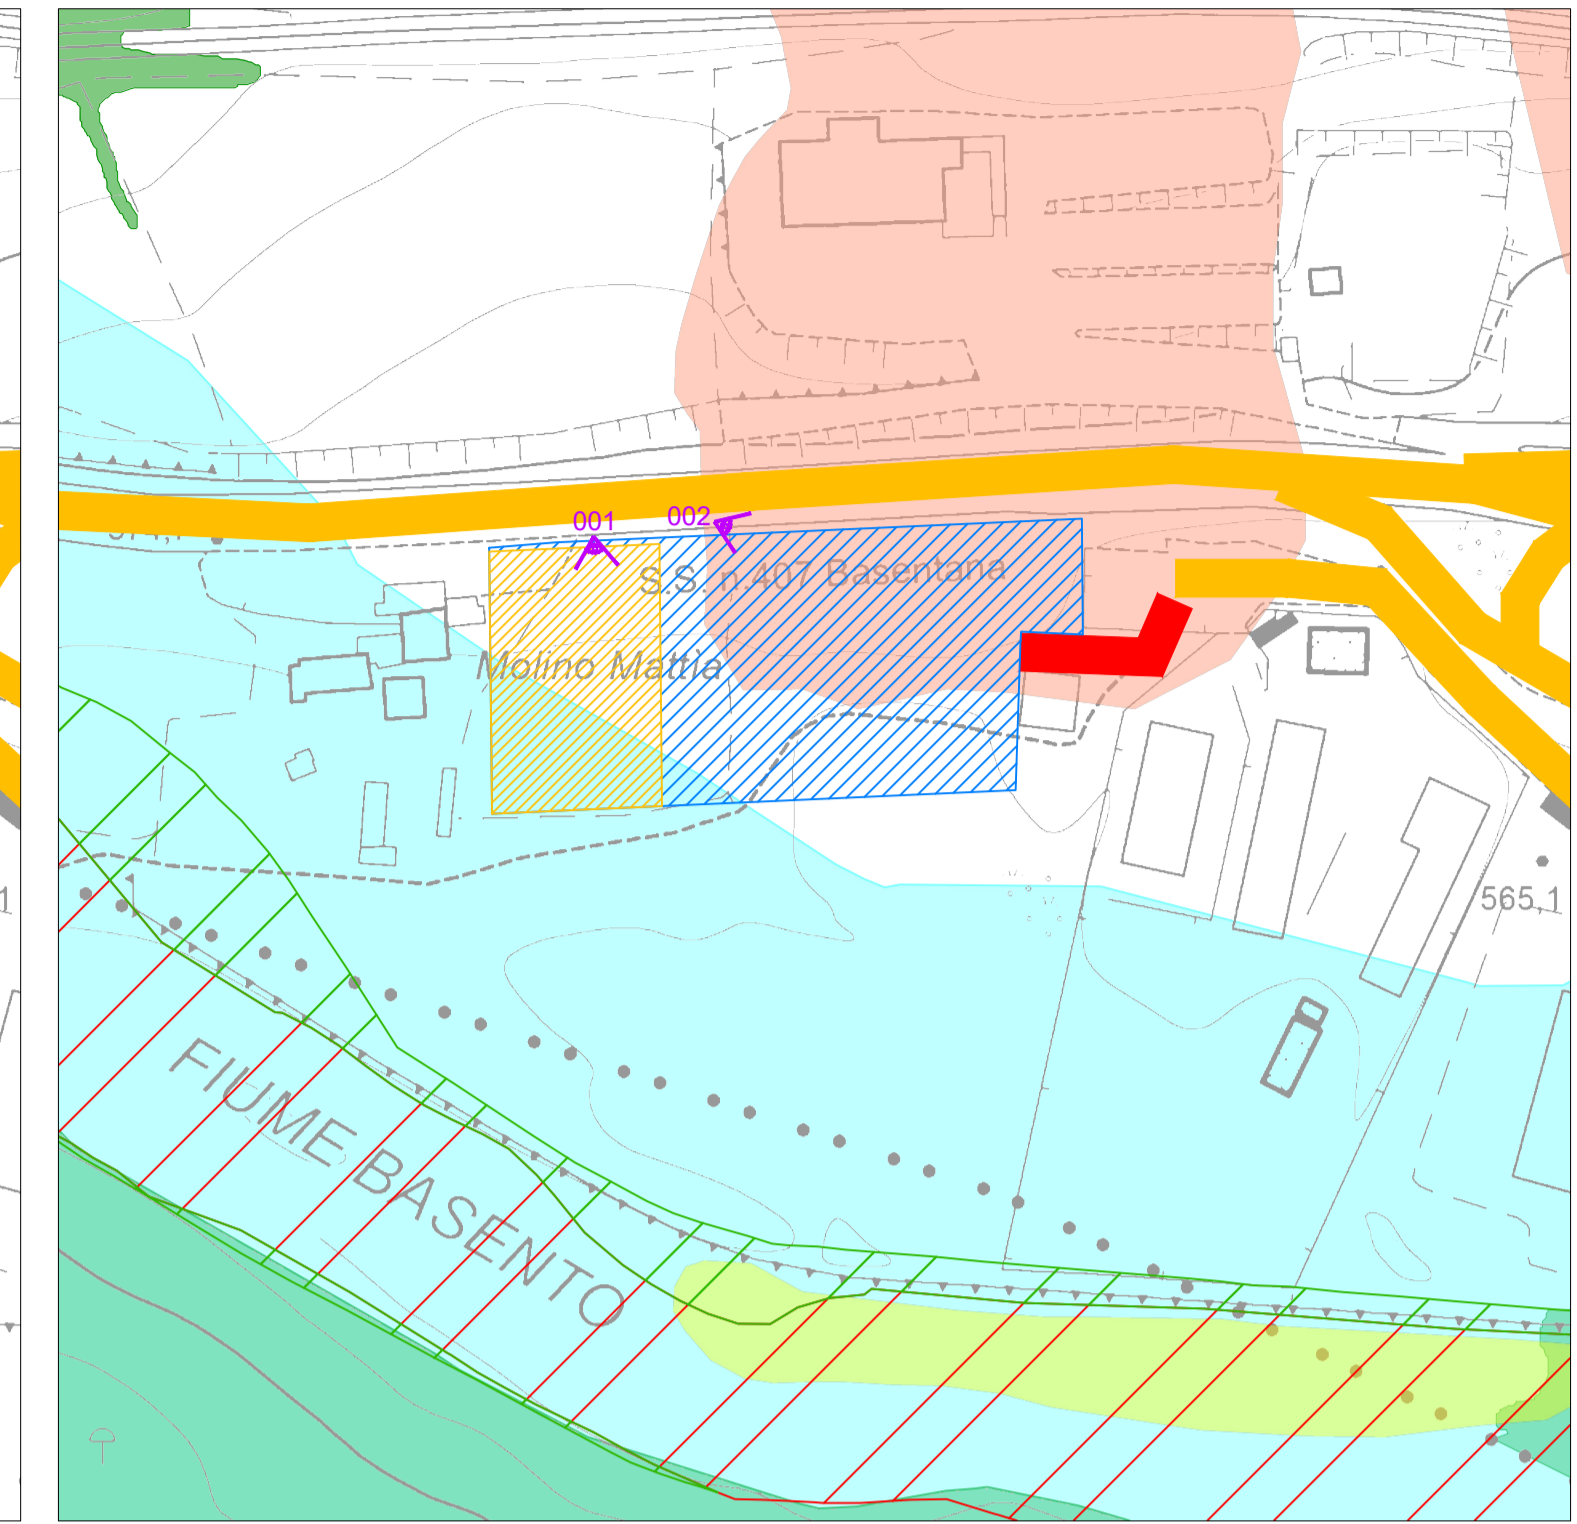 001
002
S.S. n.407 Basentana
Molino Mattia
565,1
FIUME BASENTO